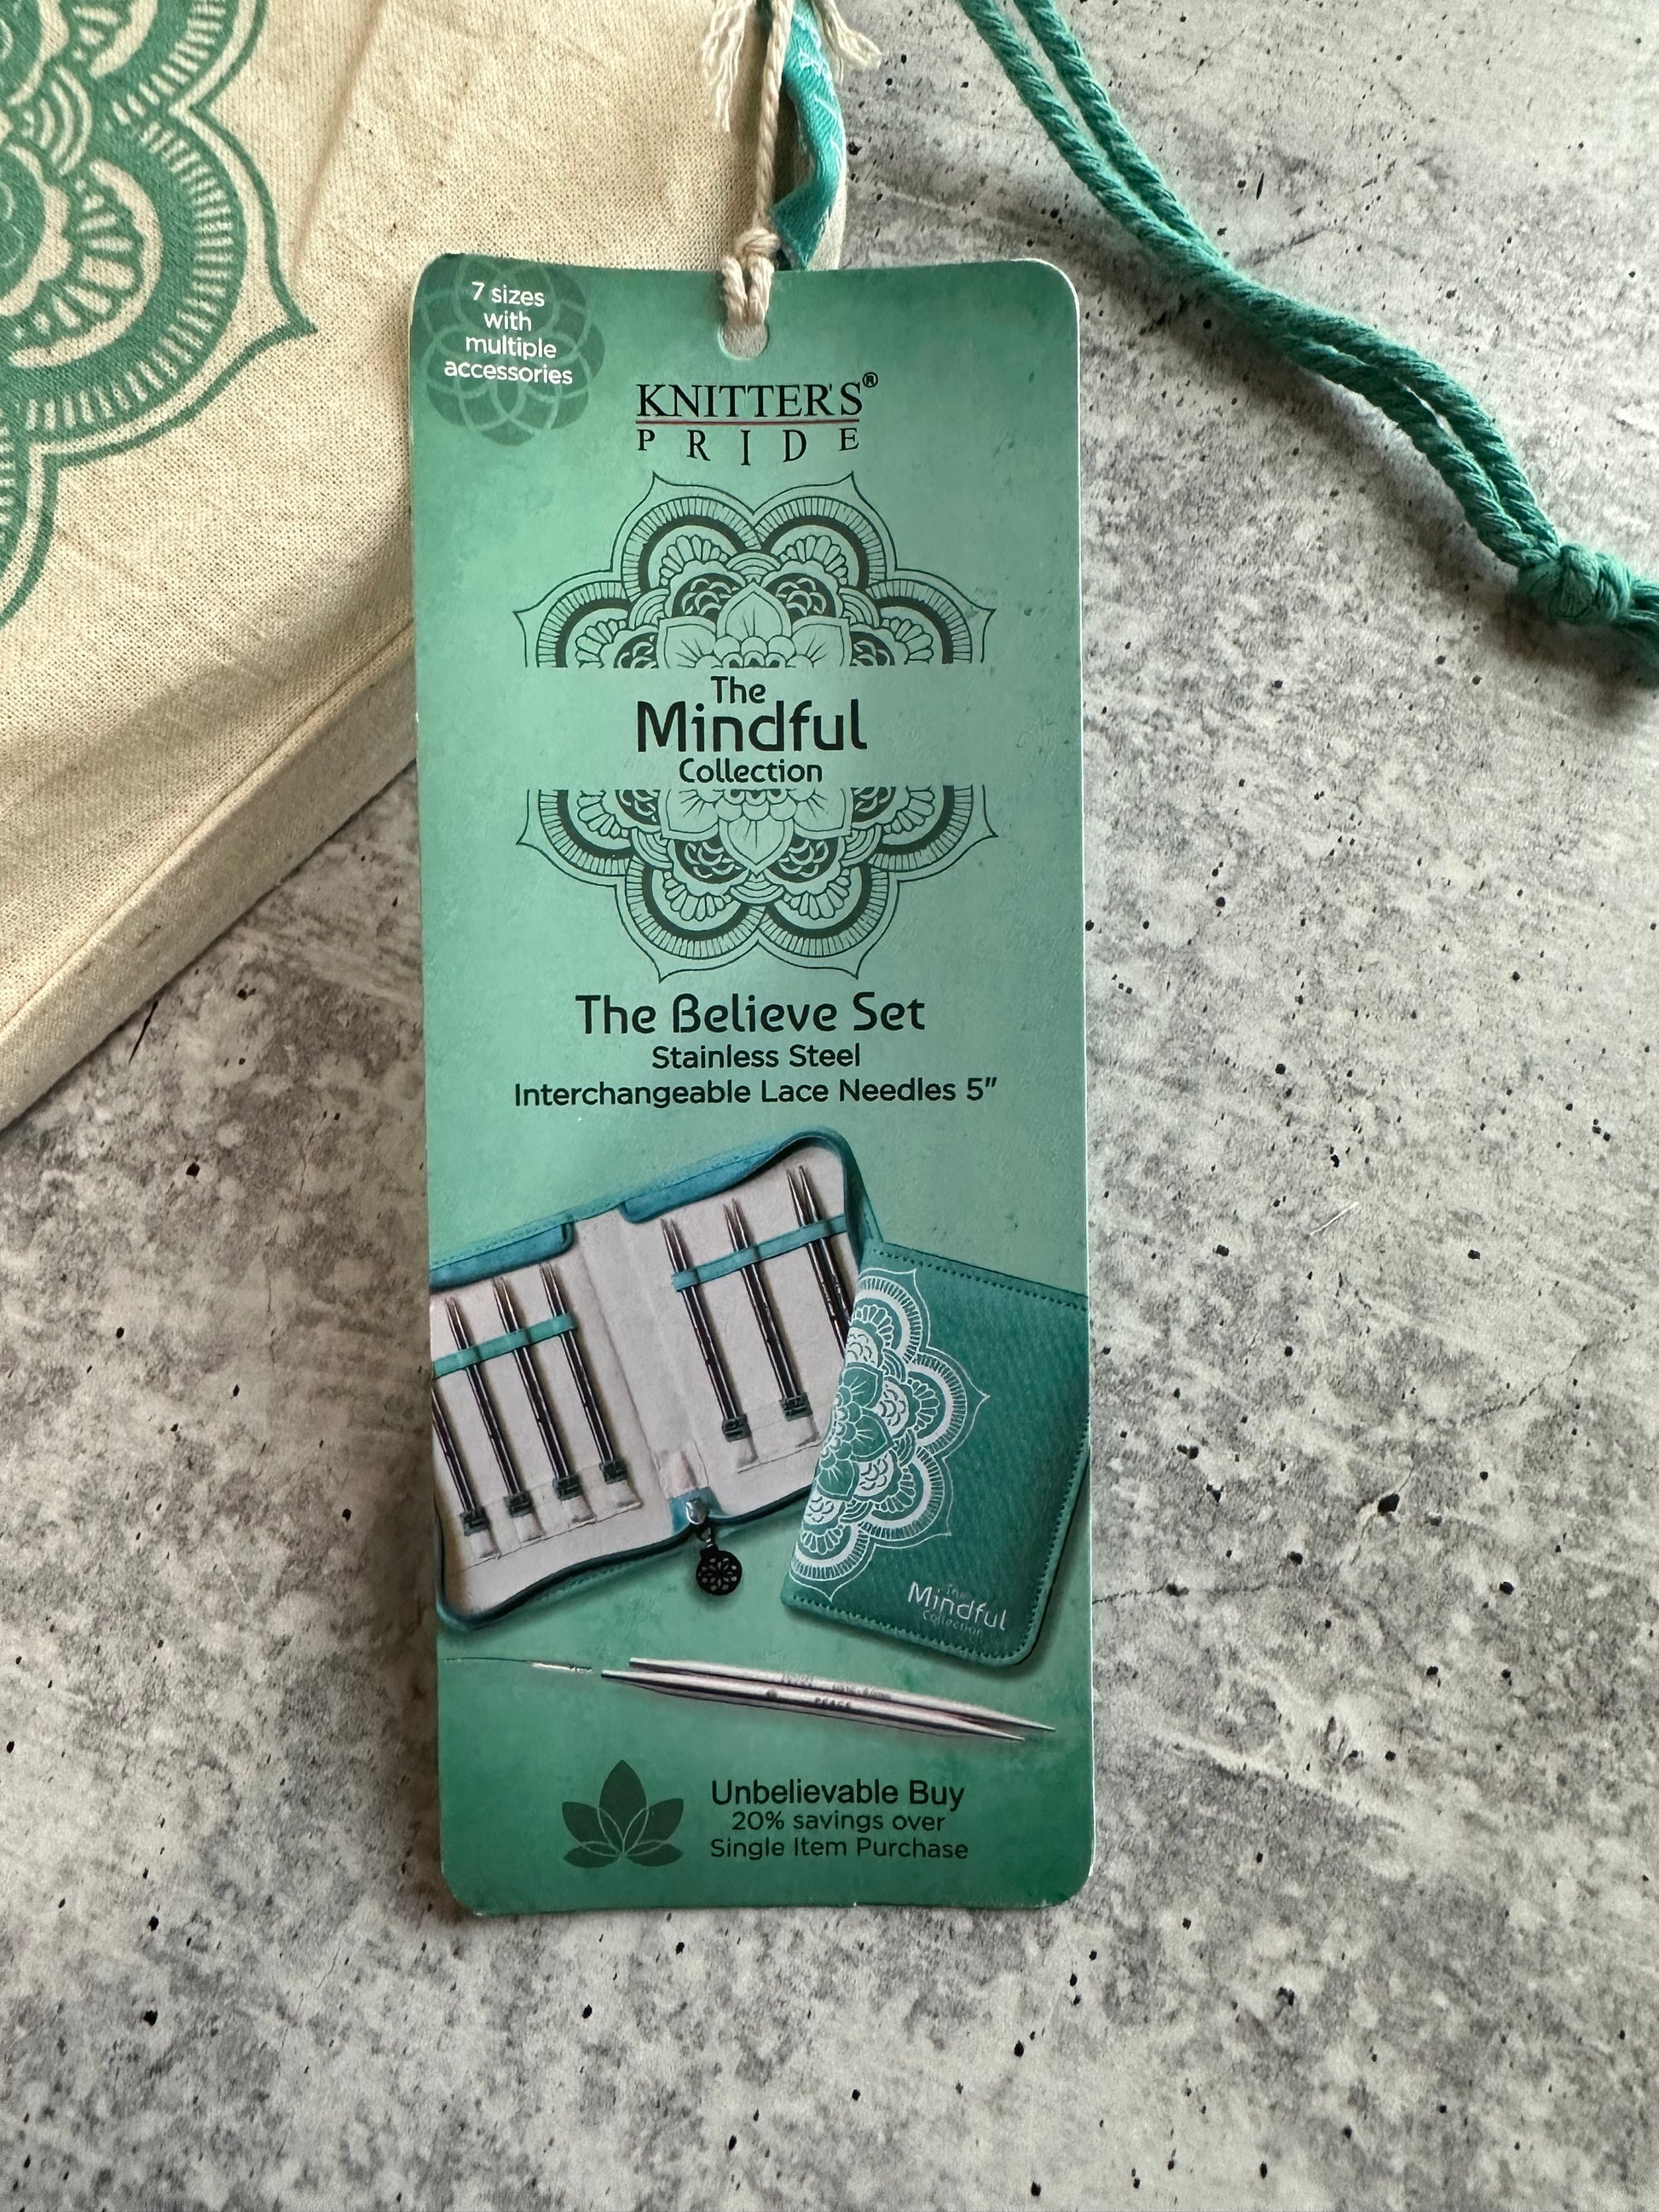 7 sizes
with
multiple
accessories
KNITTER'S®
PRIDE
The
Mindful
Collection
The Believe Set
Stainless Steel
Interchangeable Lace Needles 5"
The
Mindful
Collection
PEACE
Unbelievable Buy
20% savings over
Single Item Purchase